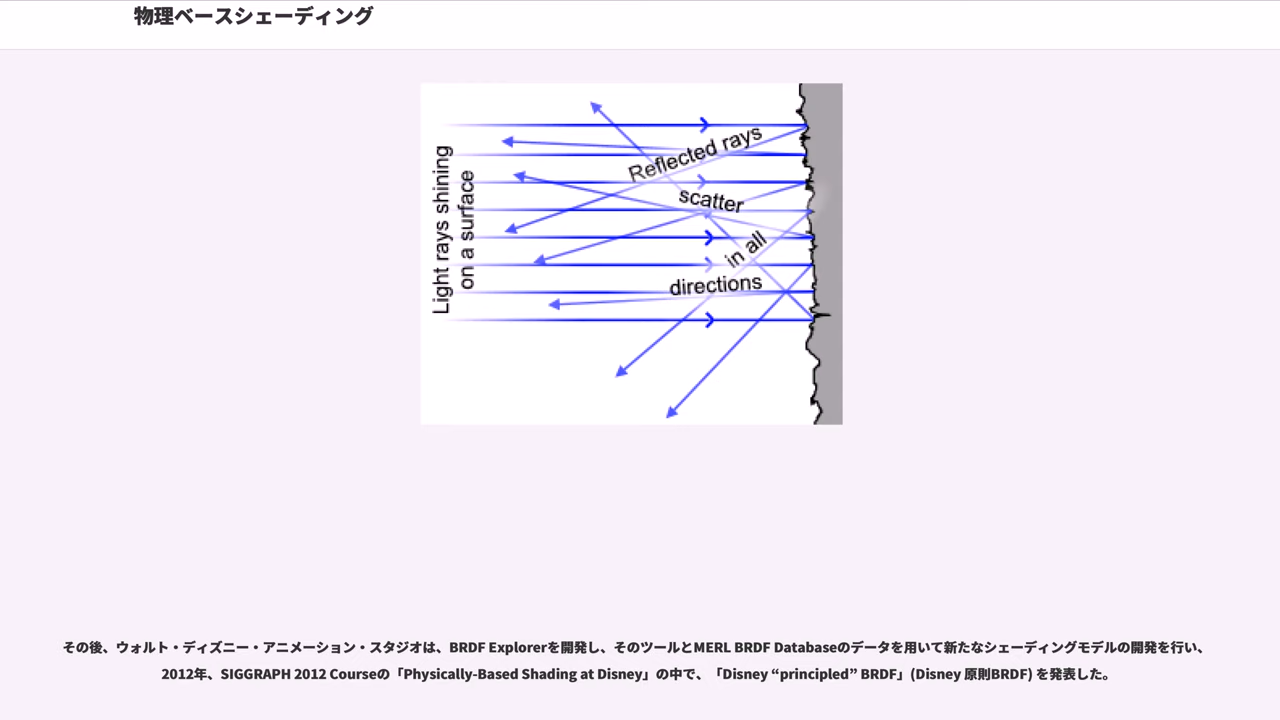 物理ベースシェーディング
Light rays shining
on a surface
Reflected rays
scatter
in all
directions
その後、ウォルト・ディズニー・アニメーション・スタジオは、BRDF Explorerを開発し、そのツールとMERL BRDF Databaseのデータを用いて新たなシェーディングモデルの開発を行い、
2012年、SIGGRAPH 2012 Courseの「Physically-Based Shading at Disney」の中で、「Disney “principled” BRDF」(Disney 原則BRDF) を発表した。